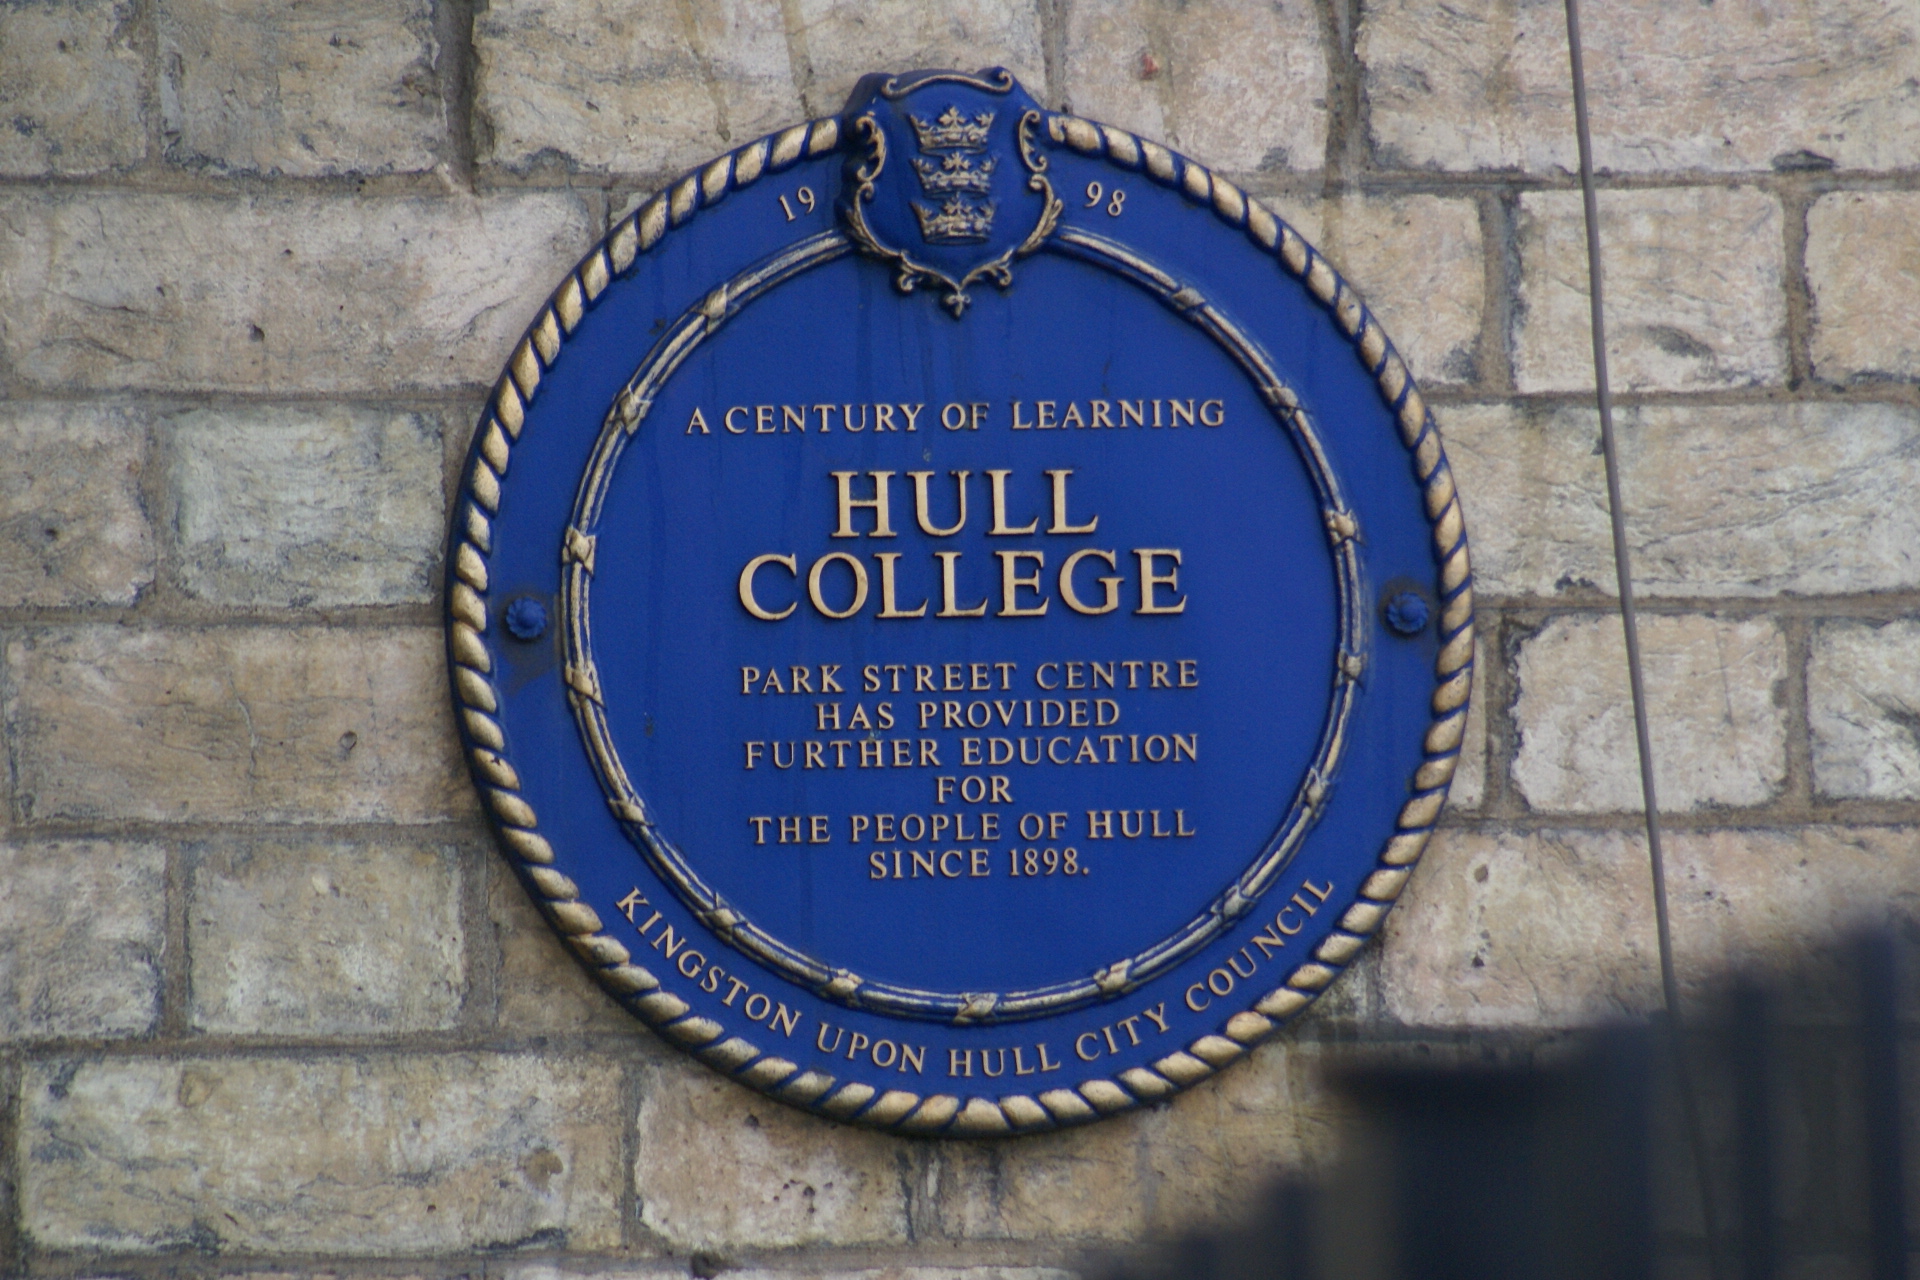 19 98
A CENTURY OF LEARNING
HULL
COLLEGE
PARK STREET CENTRE
HAS PROVIDED
FURTHER EDUCATION
FOR
THE PEOPLE OF HULL
SINCE 1898.
KINGSTON UPON HULL CITY COUNCIL